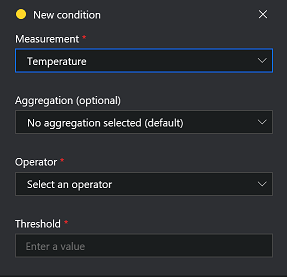 New condition
Measurement *
Temperature
Aggregation (optional)
No aggregation selected (default)
Operator *
Select an operator
Threshold *
Enter a value